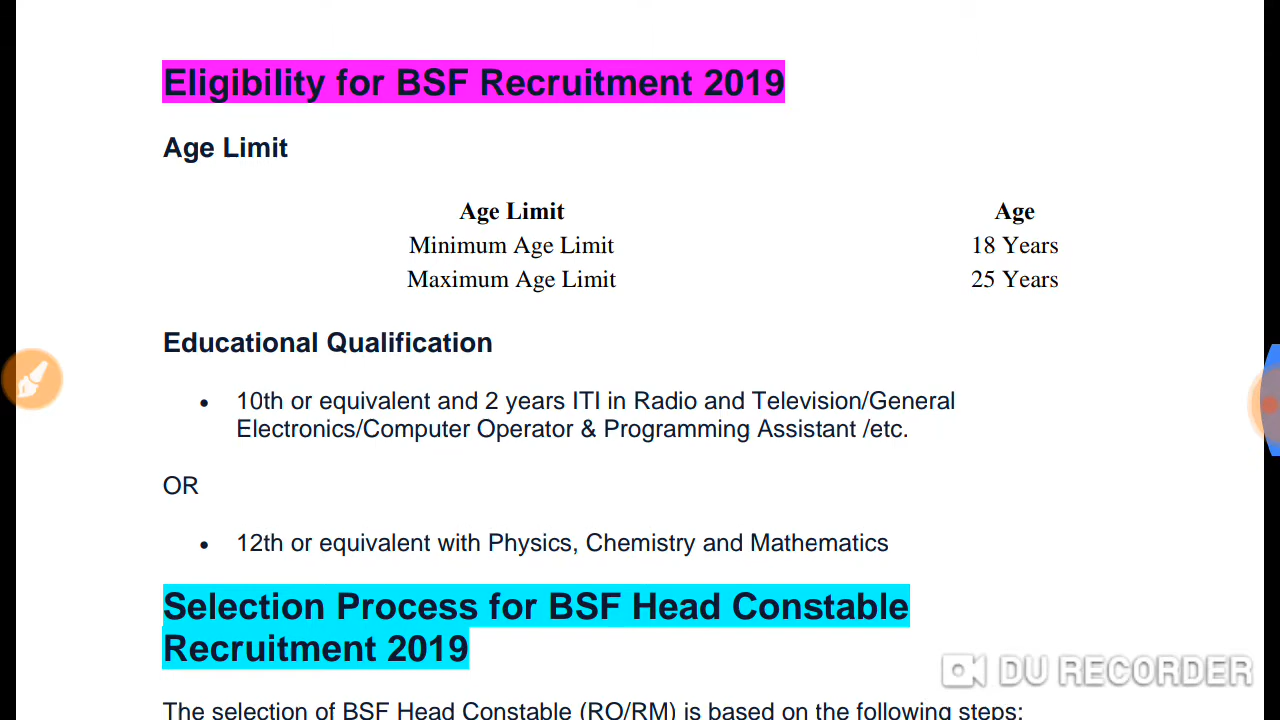 Eligibility for BSF Recruitment 2019
Age Limit
Age Limit Age
Minimum Age Limit 18 Years
Maximum Age Limit 25 Years
Educational Qualification
• 10th or equivalent and 2 years ITI in Radio and Television/General
Electronics/Computer Operator & Programming Assistant /etc.
OR
• 12th or equivalent with Physics, Chemistry and Mathematics
Selection Process for BSF Head Constable
Recruitment 2019
DU RECORDER
The selection of BSF Head Constable (RO/RM) is based on the following steps: